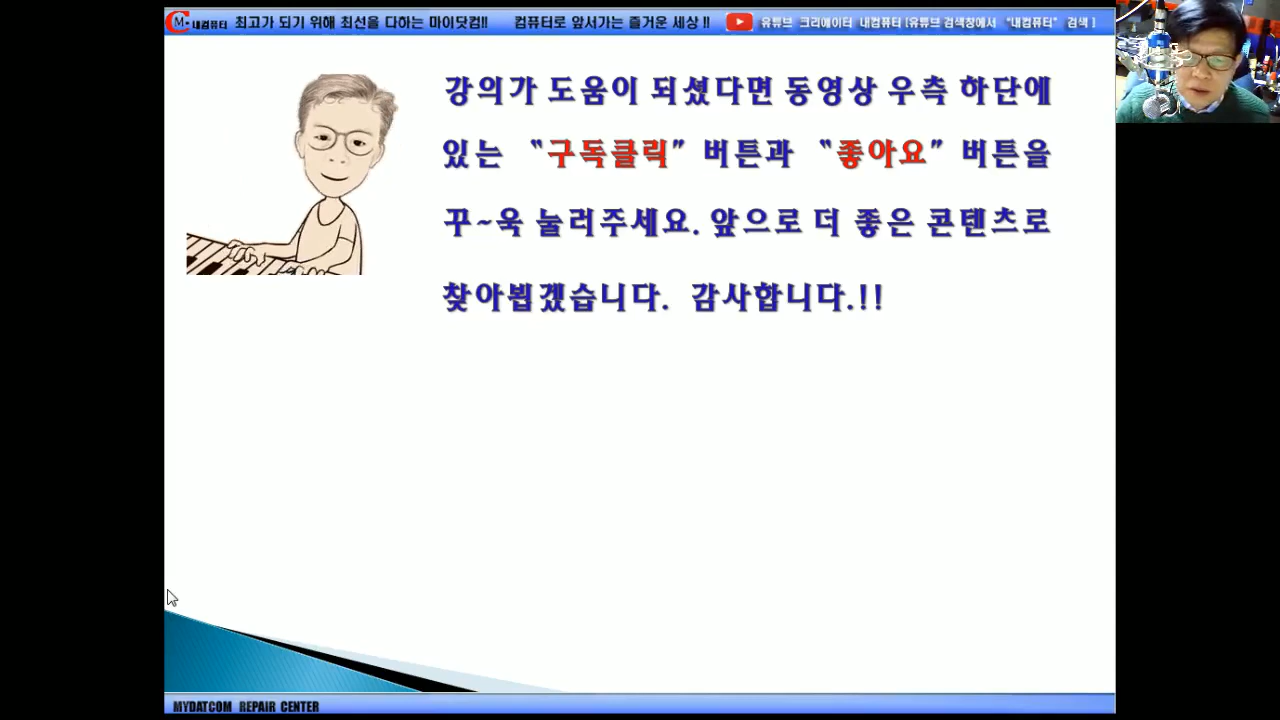 CM. 내컴퓨터 최고가 되기 위해 최선을 다하는 마이닷컴!! 컴퓨터로 앞서가는 즐거운 세상 !! 유튜브 크리에이터 내컴퓨터 [유튜브 검색창에서 "내컴퓨터" 검색 ]
강의가 도움이 되셨다면 동영상 우측 하단에
있는 "구독클릭" 버튼과 "좋아요" 버튼을
꾸~욱 눌러주세요. 앞으로 더 좋은 콘텐츠로
찾아뵙겠습니다. 감사합니다.!!
MYDATCOM REPAIR CENTER